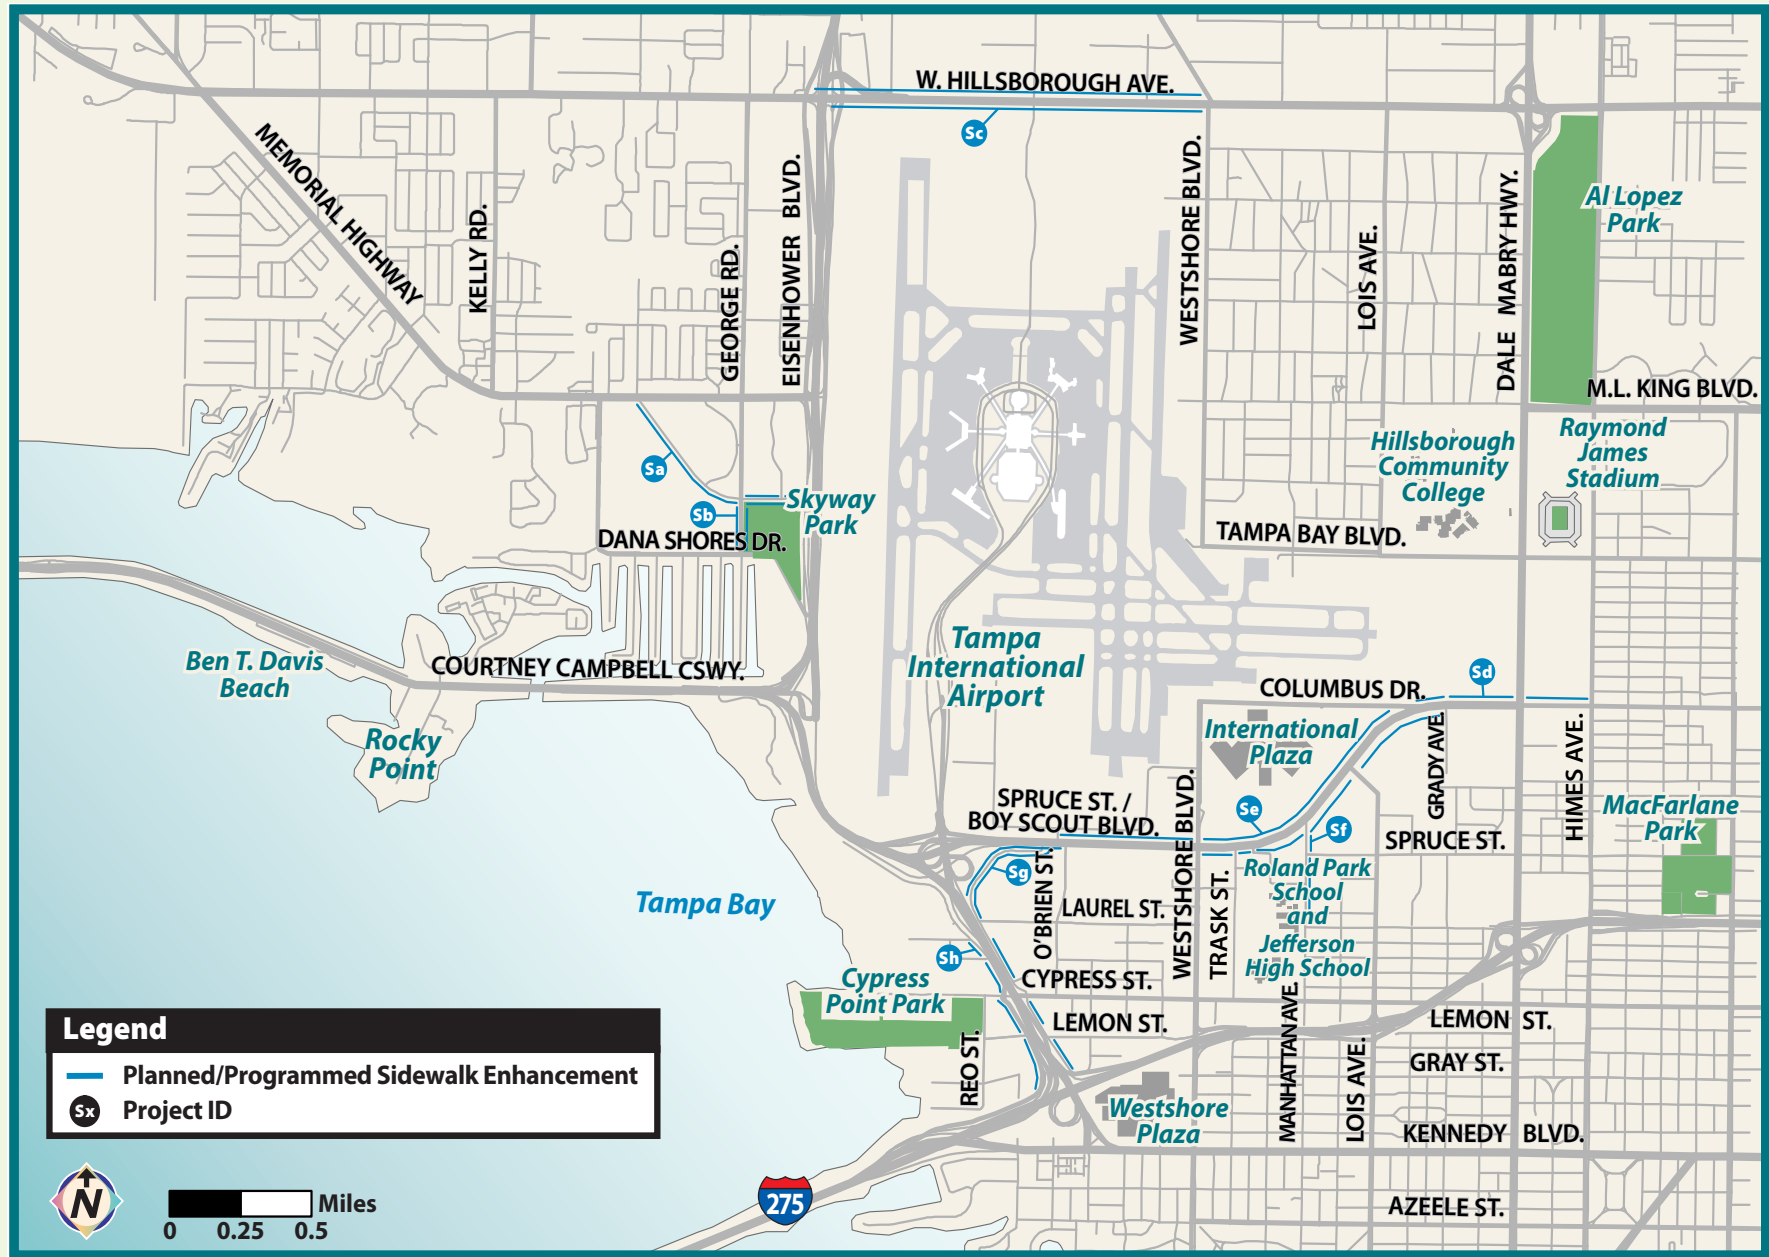 W. HILLSBOROUGH AVE.
Sc
MEMORIAL HIGHWAY
KELLY RD.
GEORGE RD.
EISENHOWER BLVD.
WESTSHORE BLVD.
LOIS AVE.
DALE MABRY HWY.
Al Lopez
Park
M.L. KING BLVD.
Raymond
James
Stadium
Hillsborough
Community
College
Sa
Sb
Skyway
Park
DANA SHORES DR.
TAMPA BAY BLVD.
Tampa
International
Airport
Ben T. Davis
Beach
COURTNEY CAMPBELL CSWY.
Rocky
Point
Sd
COLUMBUS DR.
International
Plaza
GRADY AVE.
HIMES AVE.
MacFarlane
Park
SPRUCE ST. /
BOY SCOUT BLVD.
WESTSHORE BLVD.
Se
Sf
SPRUCE ST.
Roland Park
School
and
Jefferson
High School
Sg
O'BRIEN ST.
LAUREL ST.
TRASK ST.
Tampa Bay
Sh
CYPRESS ST.
Cypress
Point Park
LEMON ST.
LEMON ST.
REO ST.
MANHATTAN AVE.
LOIS AVE.
GRAY ST.
Westshore
Plaza
KENNEDY BLVD.
AZEELE ST.
275
Legend
Planned/Programmed Sidewalk Enhancement
Sx Project ID
N
Miles
0 0.25 0.5